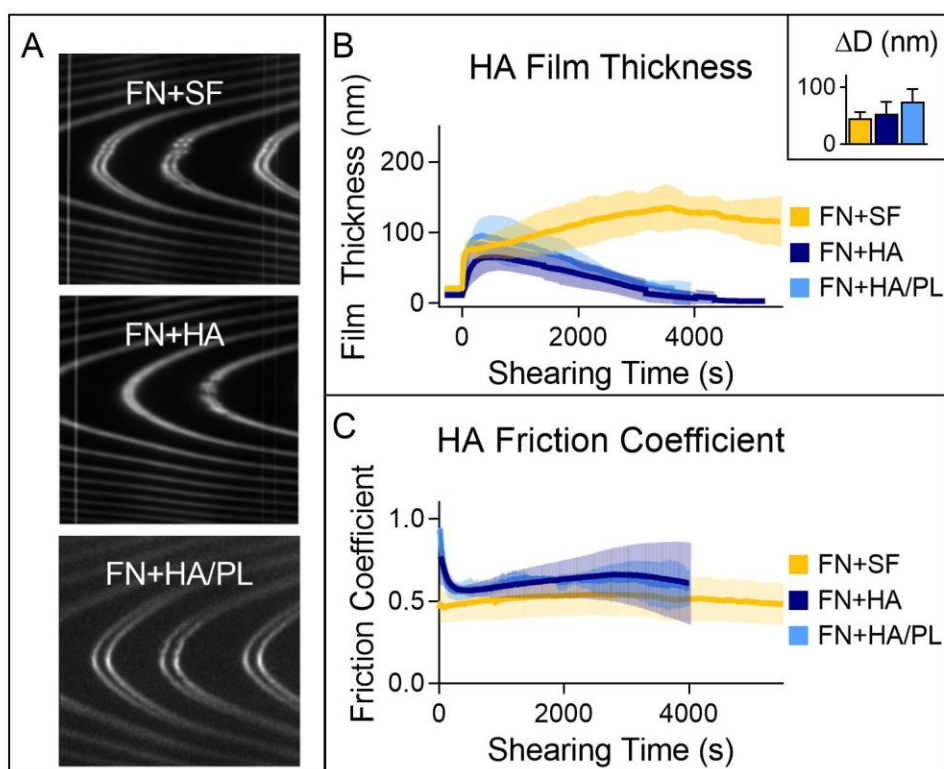 A
FN+SF
FN+HA
FN+HA/PL
B
HA Film Thickness
ΔD (nm)
100
0
Film Thickness (nm)
200
100
0
0 2000 4000
Shearing Time (s)
FN+SF
FN+HA
FN+HA/PL
C
HA Friction Coefficient
Friction Coefficient
1.0
0.5
0.0
0 2000 4000
Shearing Time (s)
FN+SF
FN+HA
FN+HA/PL